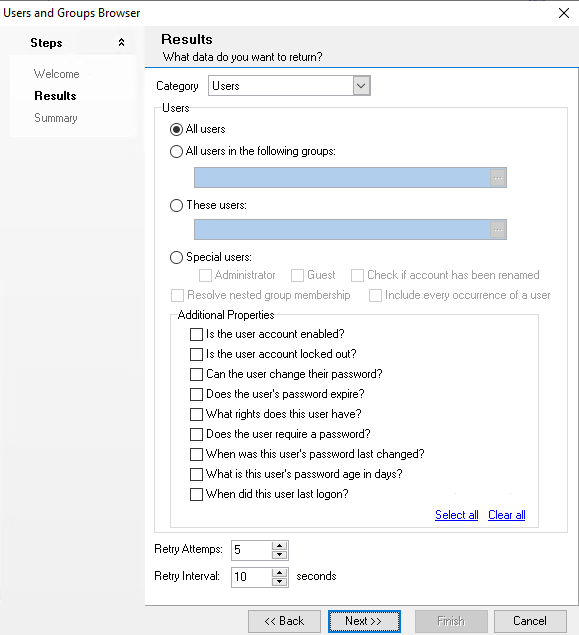 Users and Groups Browser
Steps
Welcome
Results
Summary
Results
What data do you want to return?
Category Users
Users
All users
All users in the following groups:
...
These users:
...
Special users:
Administrator Guest Check if account has been renamed
Resolve nested group membership Include every occurrence of a user
Additional Properties
Is the user account enabled?
Is the user account locked out?
Can the user change their password?
Does the user's password expire?
What rights does this user have?
Does the user require a password?
When was this user's password last changed?
What is this user's password age in days?
When did this user last logon?
Select all Clear all
Retry Attemps: 5
Retry Interval: 10 seconds
<< Back Next >> Finish Cancel